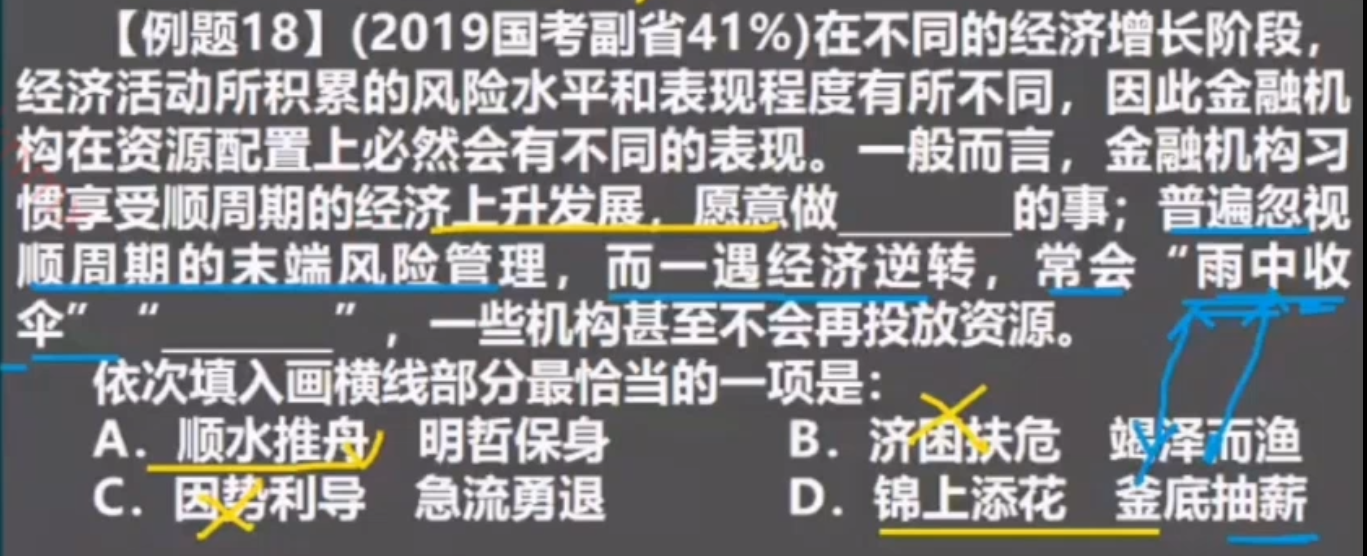 【例题18】(2019国考副省41%)在不同的经济增长阶段，
经济活动所积累的风险水平和表现程度有所不同，因此金融机
构在资源配置上必然会有不同的表现。一般而言，金融机构习
惯享受顺周期的经济上升发展，愿意做______的事；普遍忽视
顺周期的末端风险管理，而一遇经济逆转，常会“雨中收
伞”“______”，一些机构甚至不会再投放资源。
依次填入画横线部分最恰当的一项是：
A．顺水推舟 明哲保身 B．济困扶危 竭泽而渔
C．因势利导 急流勇退 D．锦上添花 釜底抽薪